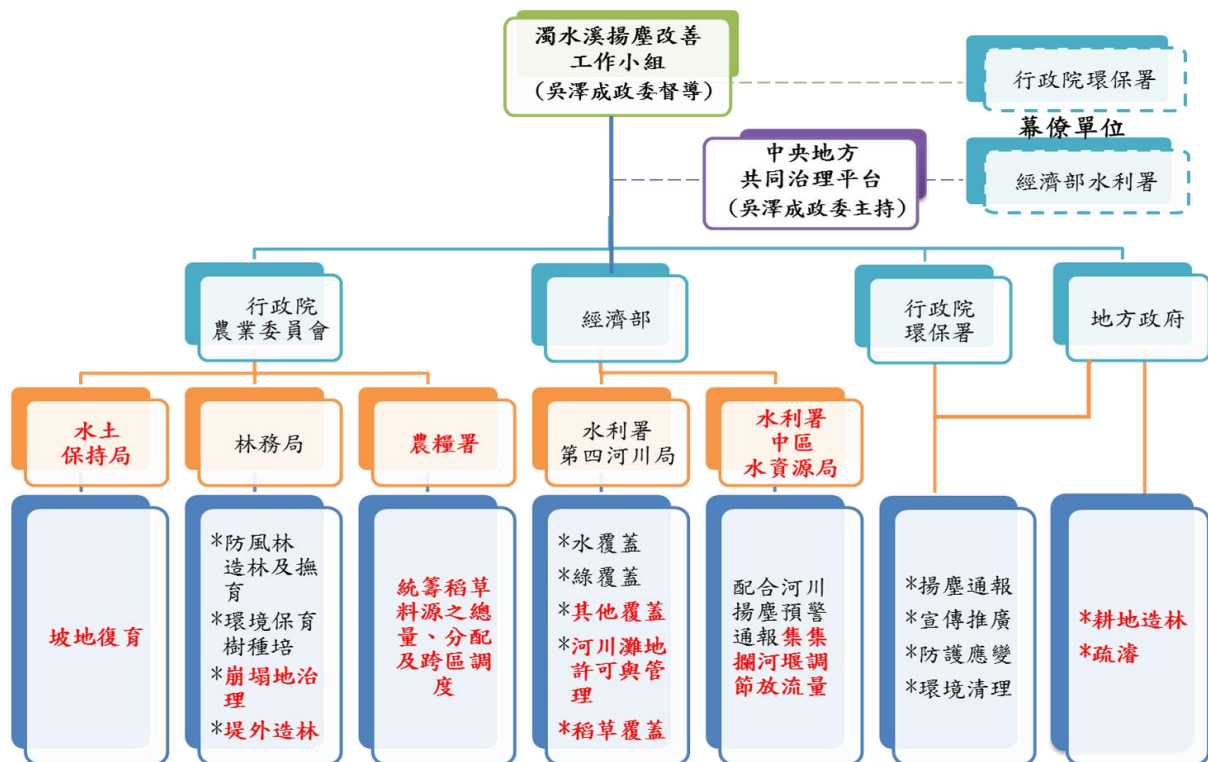 濁水溪揚塵改善
工作小組
(吳澤成政委督導)
行政院環保署
幕僚單位
中央地方
共同治理平台
(吳澤成政委主持)
經濟部水利署
行政院
農業委員會
經濟部
行政院
環保署
地方政府
水土
保持局
林務局
農糧署
水利署
第四河川局
水利署
中區
水資源局
坡地復育
*防風林
造林及撫
育
*環境保育
樹種培
*崩塌地治
理
*堤外造林
統籌稻草
料源之總
量、分配
及跨區調
度
*水覆蓋
*綠覆蓋
*其他覆蓋
*河川灘地
許可與管
理
*稻草覆蓋
配合河川
揚塵預警
通報集集
攔河堰調
節放流量
*揚塵通報
*宣傳推廣
*防護應變
*環境清理
*耕地造林
*疏濬